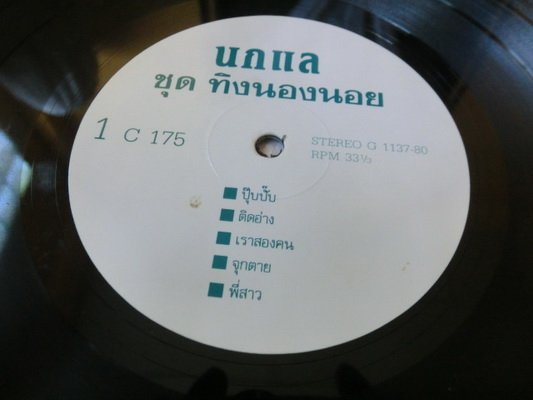 นกแล
ชุด ทิงนองนอย
1 C 175
STEREO G 1137-80
RPM 33⅓
ปุ๊บปั๊บ
ติดอ่าง
เราสองคน
จุกตาย
พี่สาว